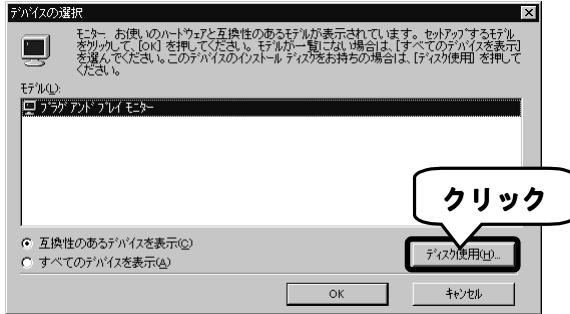 ﾃﾞﾊﾞｲｽの選択
ﾓﾆﾀｰ、お使いのﾊｰﾄﾞｳｪｱと互換性のあるﾓﾃﾞﾙが表示されています。ｾｯﾄｱｯﾌﾟするﾓﾃﾞﾙ
をｸﾘｯｸして、[OK] を押してください。ﾓﾃﾞﾙが一覧にない場合は、[すべてのﾃﾞﾊﾞｲｽを表示]
を選んでください。このﾃﾞﾊﾞｲｽのｲﾝｽﾄｰﾙ ﾃﾞｨｽｸをお持ちの場合は、[ﾃﾞｨｽｸ使用] を押して
ください。
ﾓﾃﾞﾙ(L):
ﾌﾟﾗｸﾞ ｱﾝﾄﾞ ﾌﾟﾚｲ ﾓﾆﾀｰ
クリック
互換性のあるﾃﾞﾊﾞｲｽを表示(C)
すべてのﾃﾞﾊﾞｲｽを表示(A)
ﾃﾞｨｽｸ使用(H)...
OK
ｷｬﾝｾﾙ